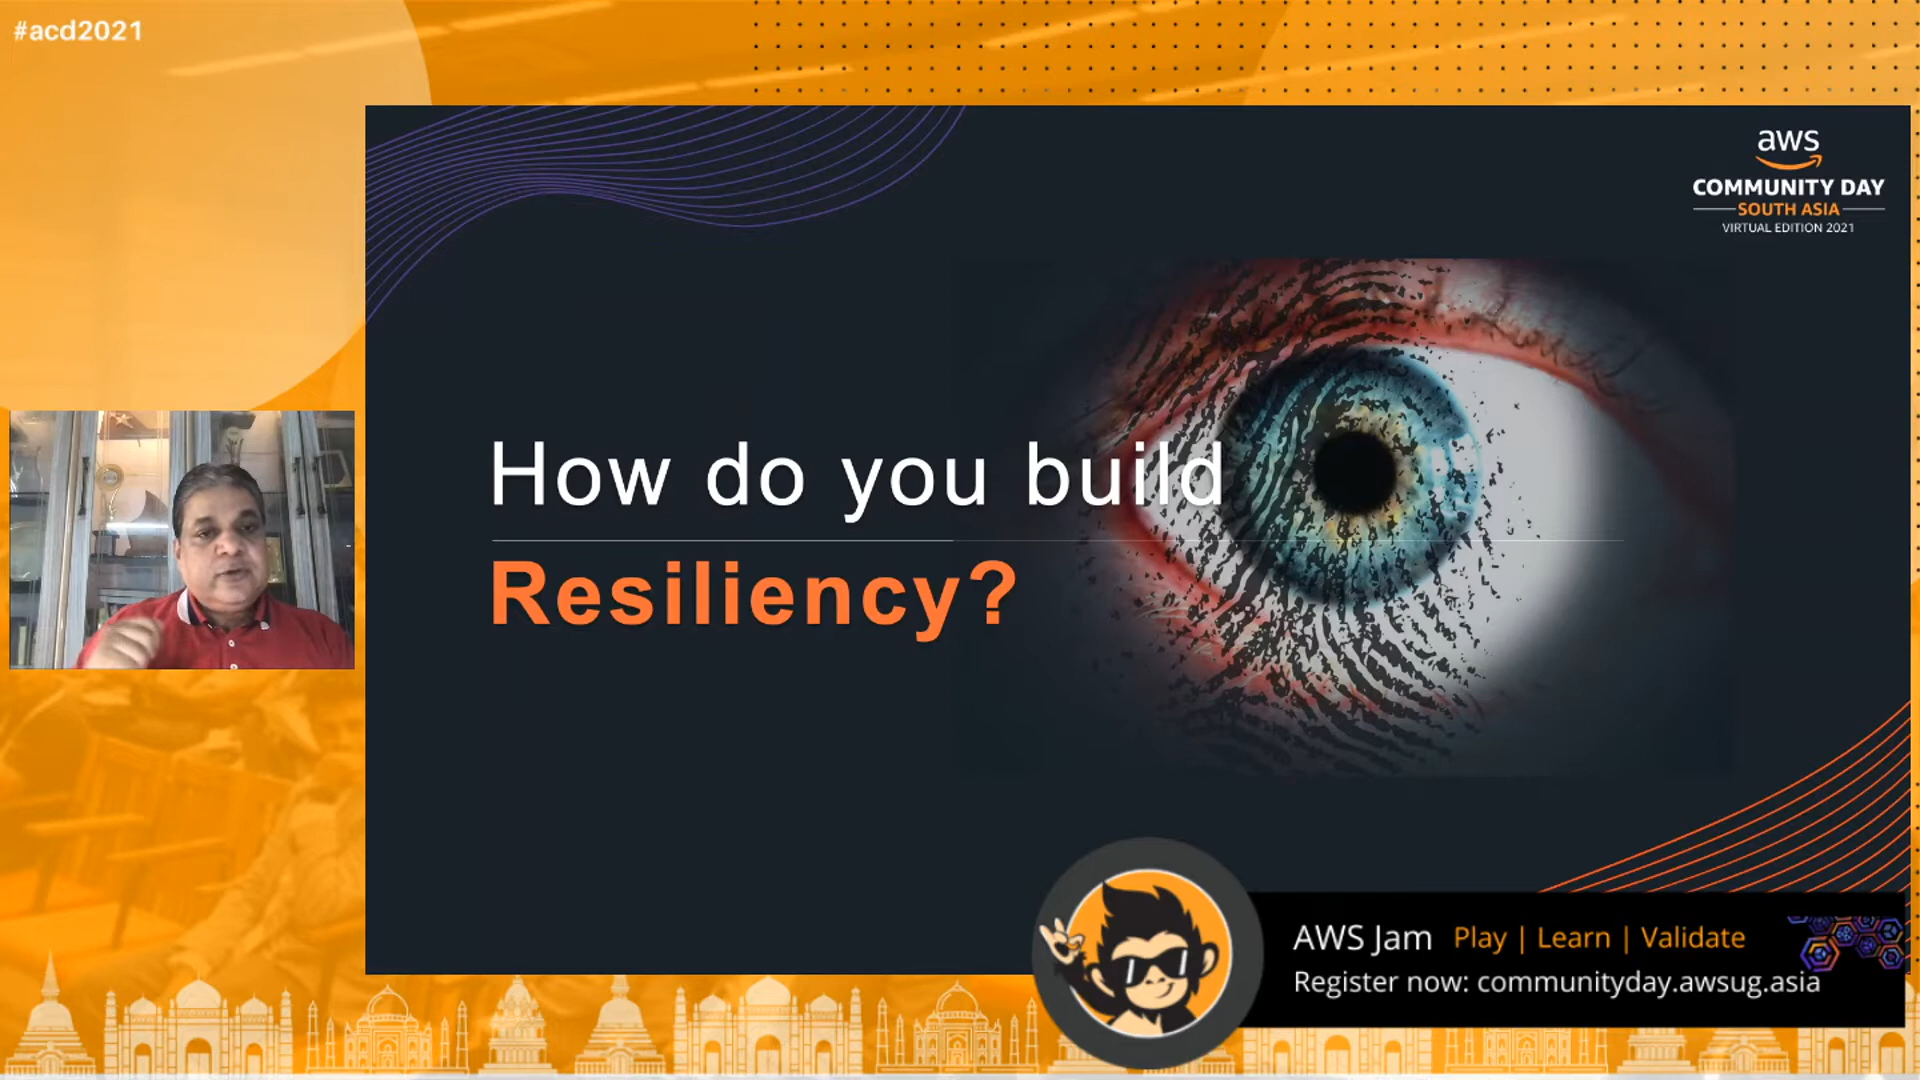 #acd2021
aws
COMMUNITY DAY
SOUTH ASIA
VIRTUAL EDITION 2021
How do you build
Resiliency?
AWS Jam Play | Learn | Validate
Register now: communityday.awsug.asia